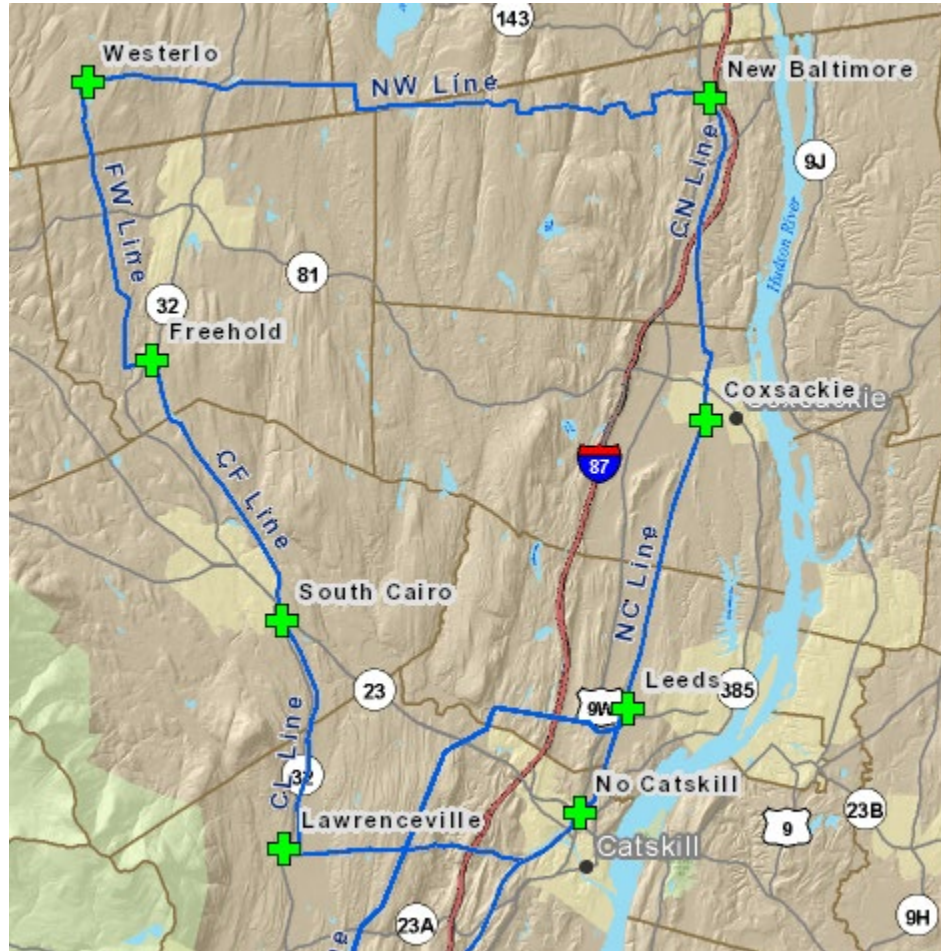 143
Westerlo
New Baltimore
NW Line
CN Line
9J
FW Line
Hudson River
81
32
Freehold
Coxsackie
CF Line
87
NC Line
South Cairo
Leeds
23
9W
385
CL Line
32
No Catskill
23B
9
Lawrenceville
Catskill
23A
9H